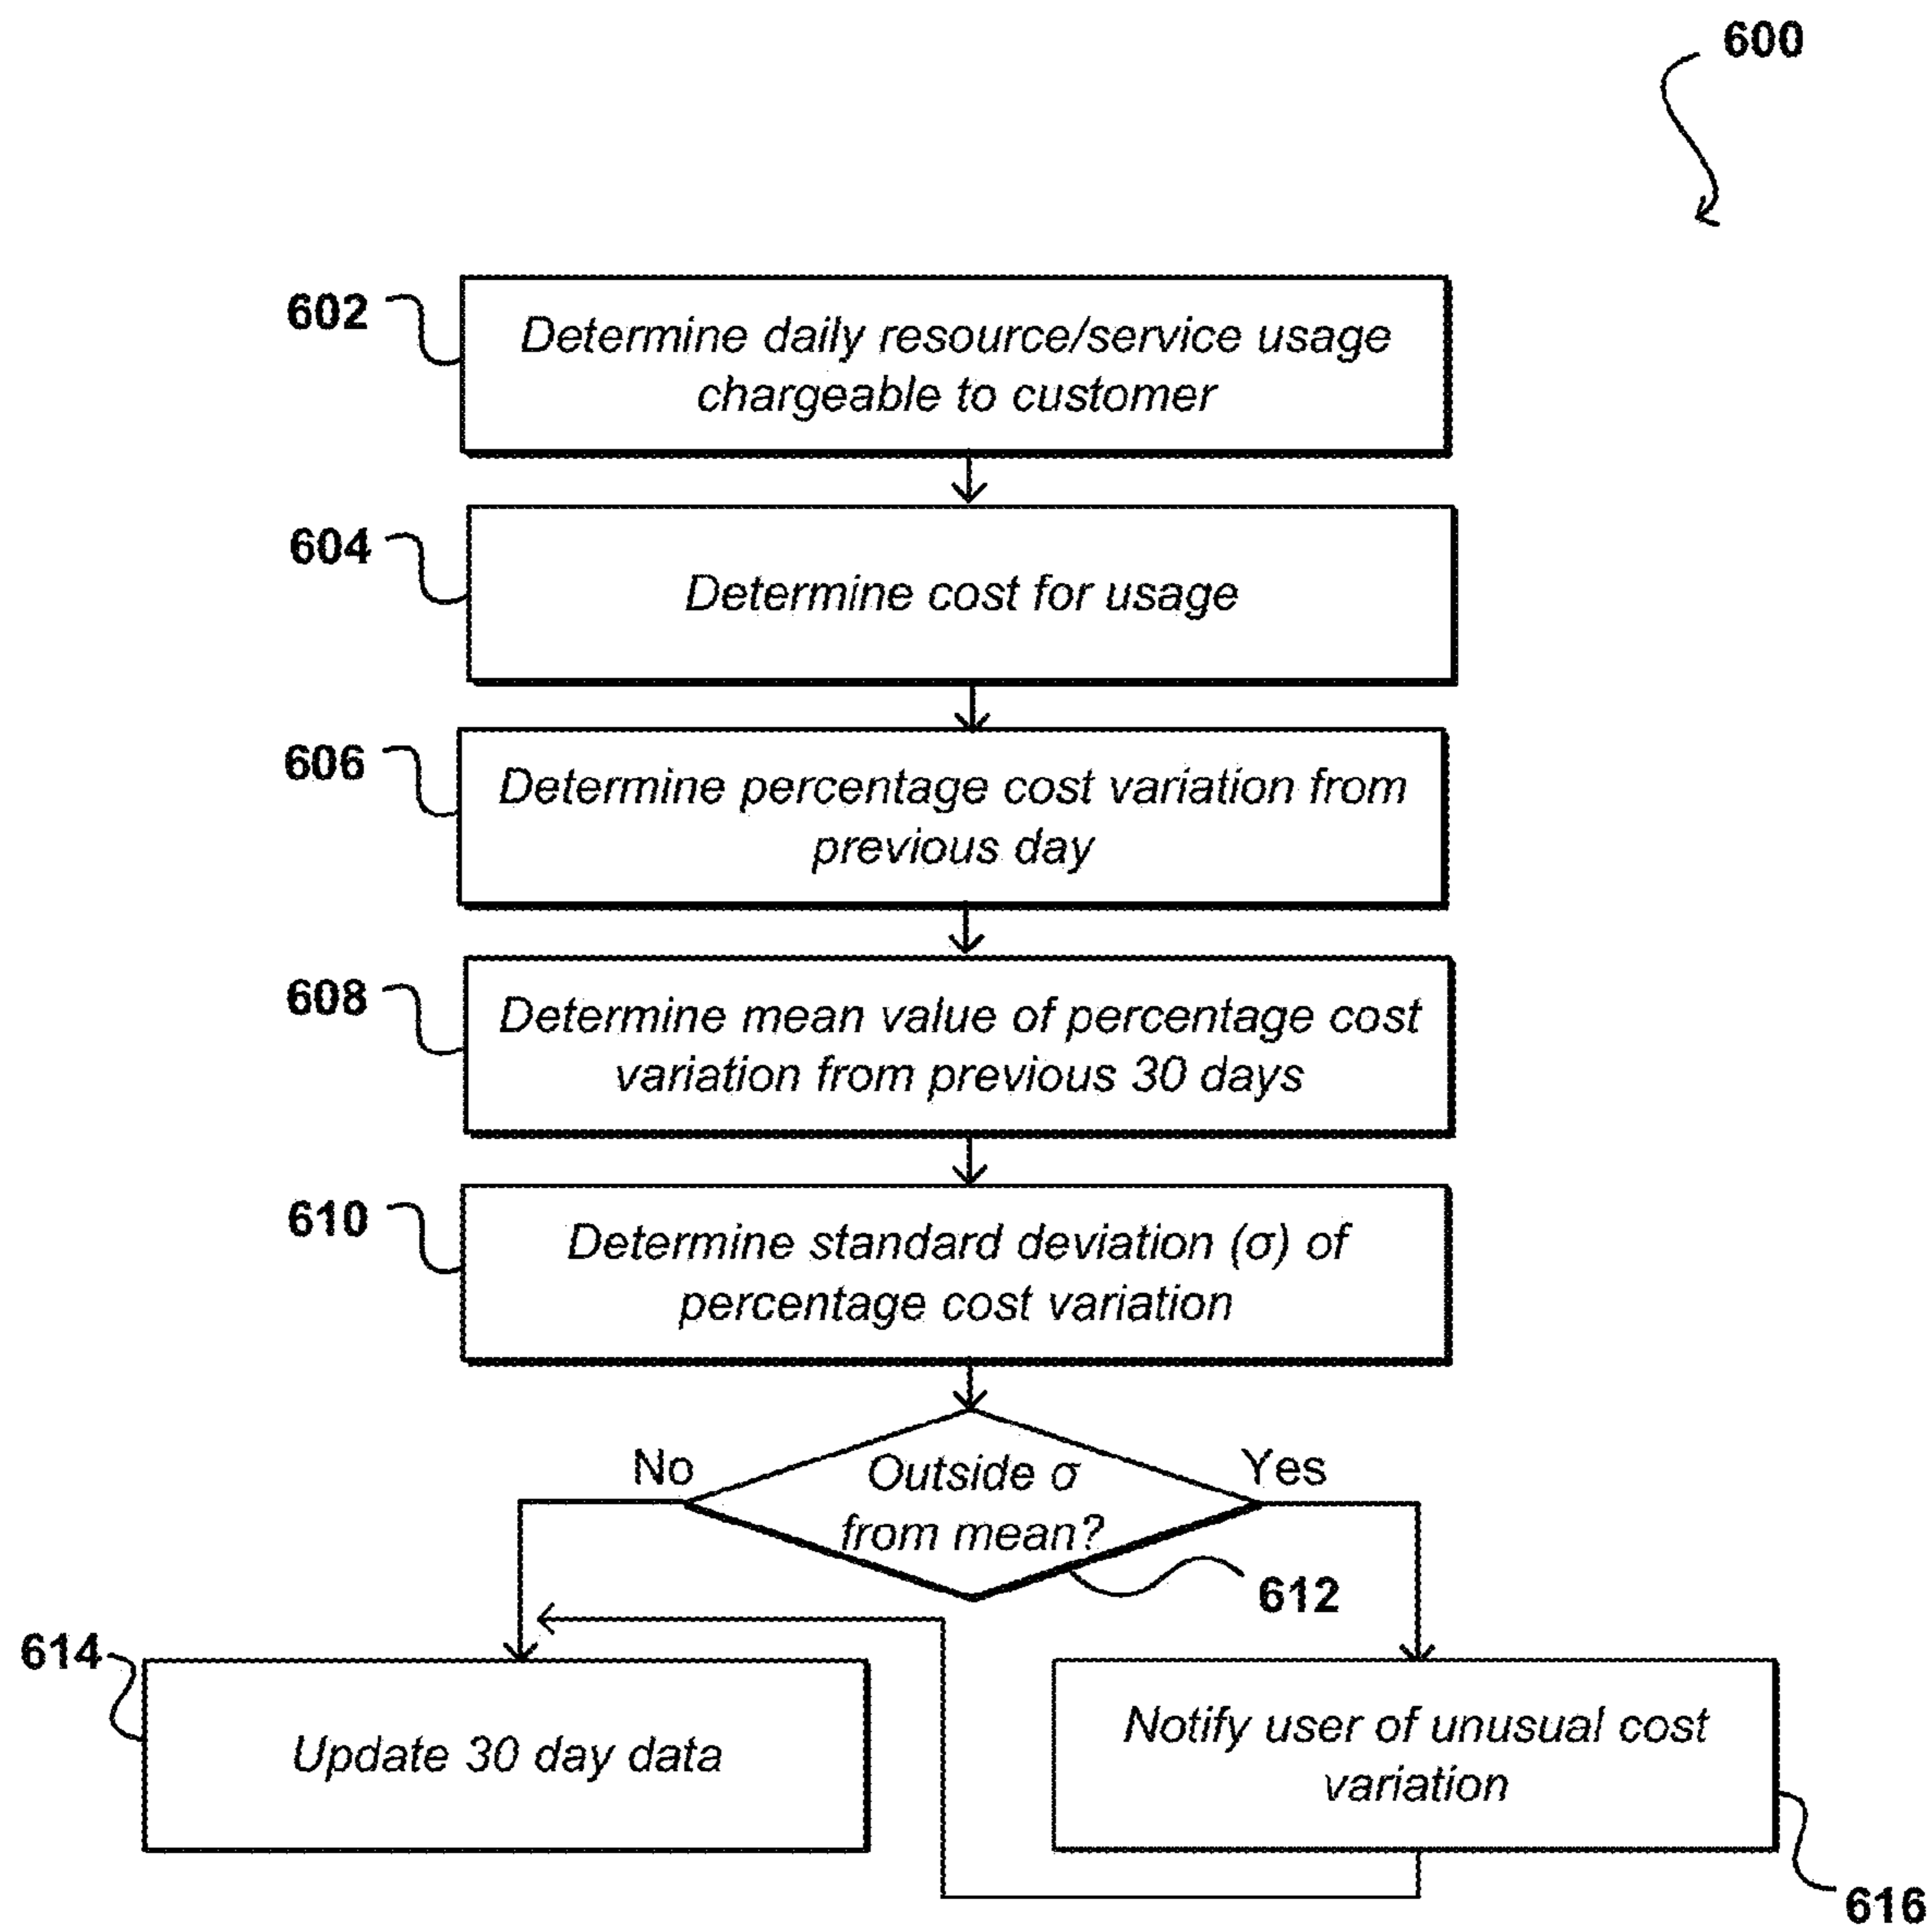 600
602
Determine daily resource/service usage
chargeable to customer
604
Determine cost for usage
606
Determine percentage cost variation from
previous day
608
Determine mean value of percentage cost
variation from previous 30 days
610
Determine standard deviation (σ) of
percentage cost variation
No
Outside σ
from mean?
Yes
612
614
Update 30 day data
Notify user of unusual cost
variation
616